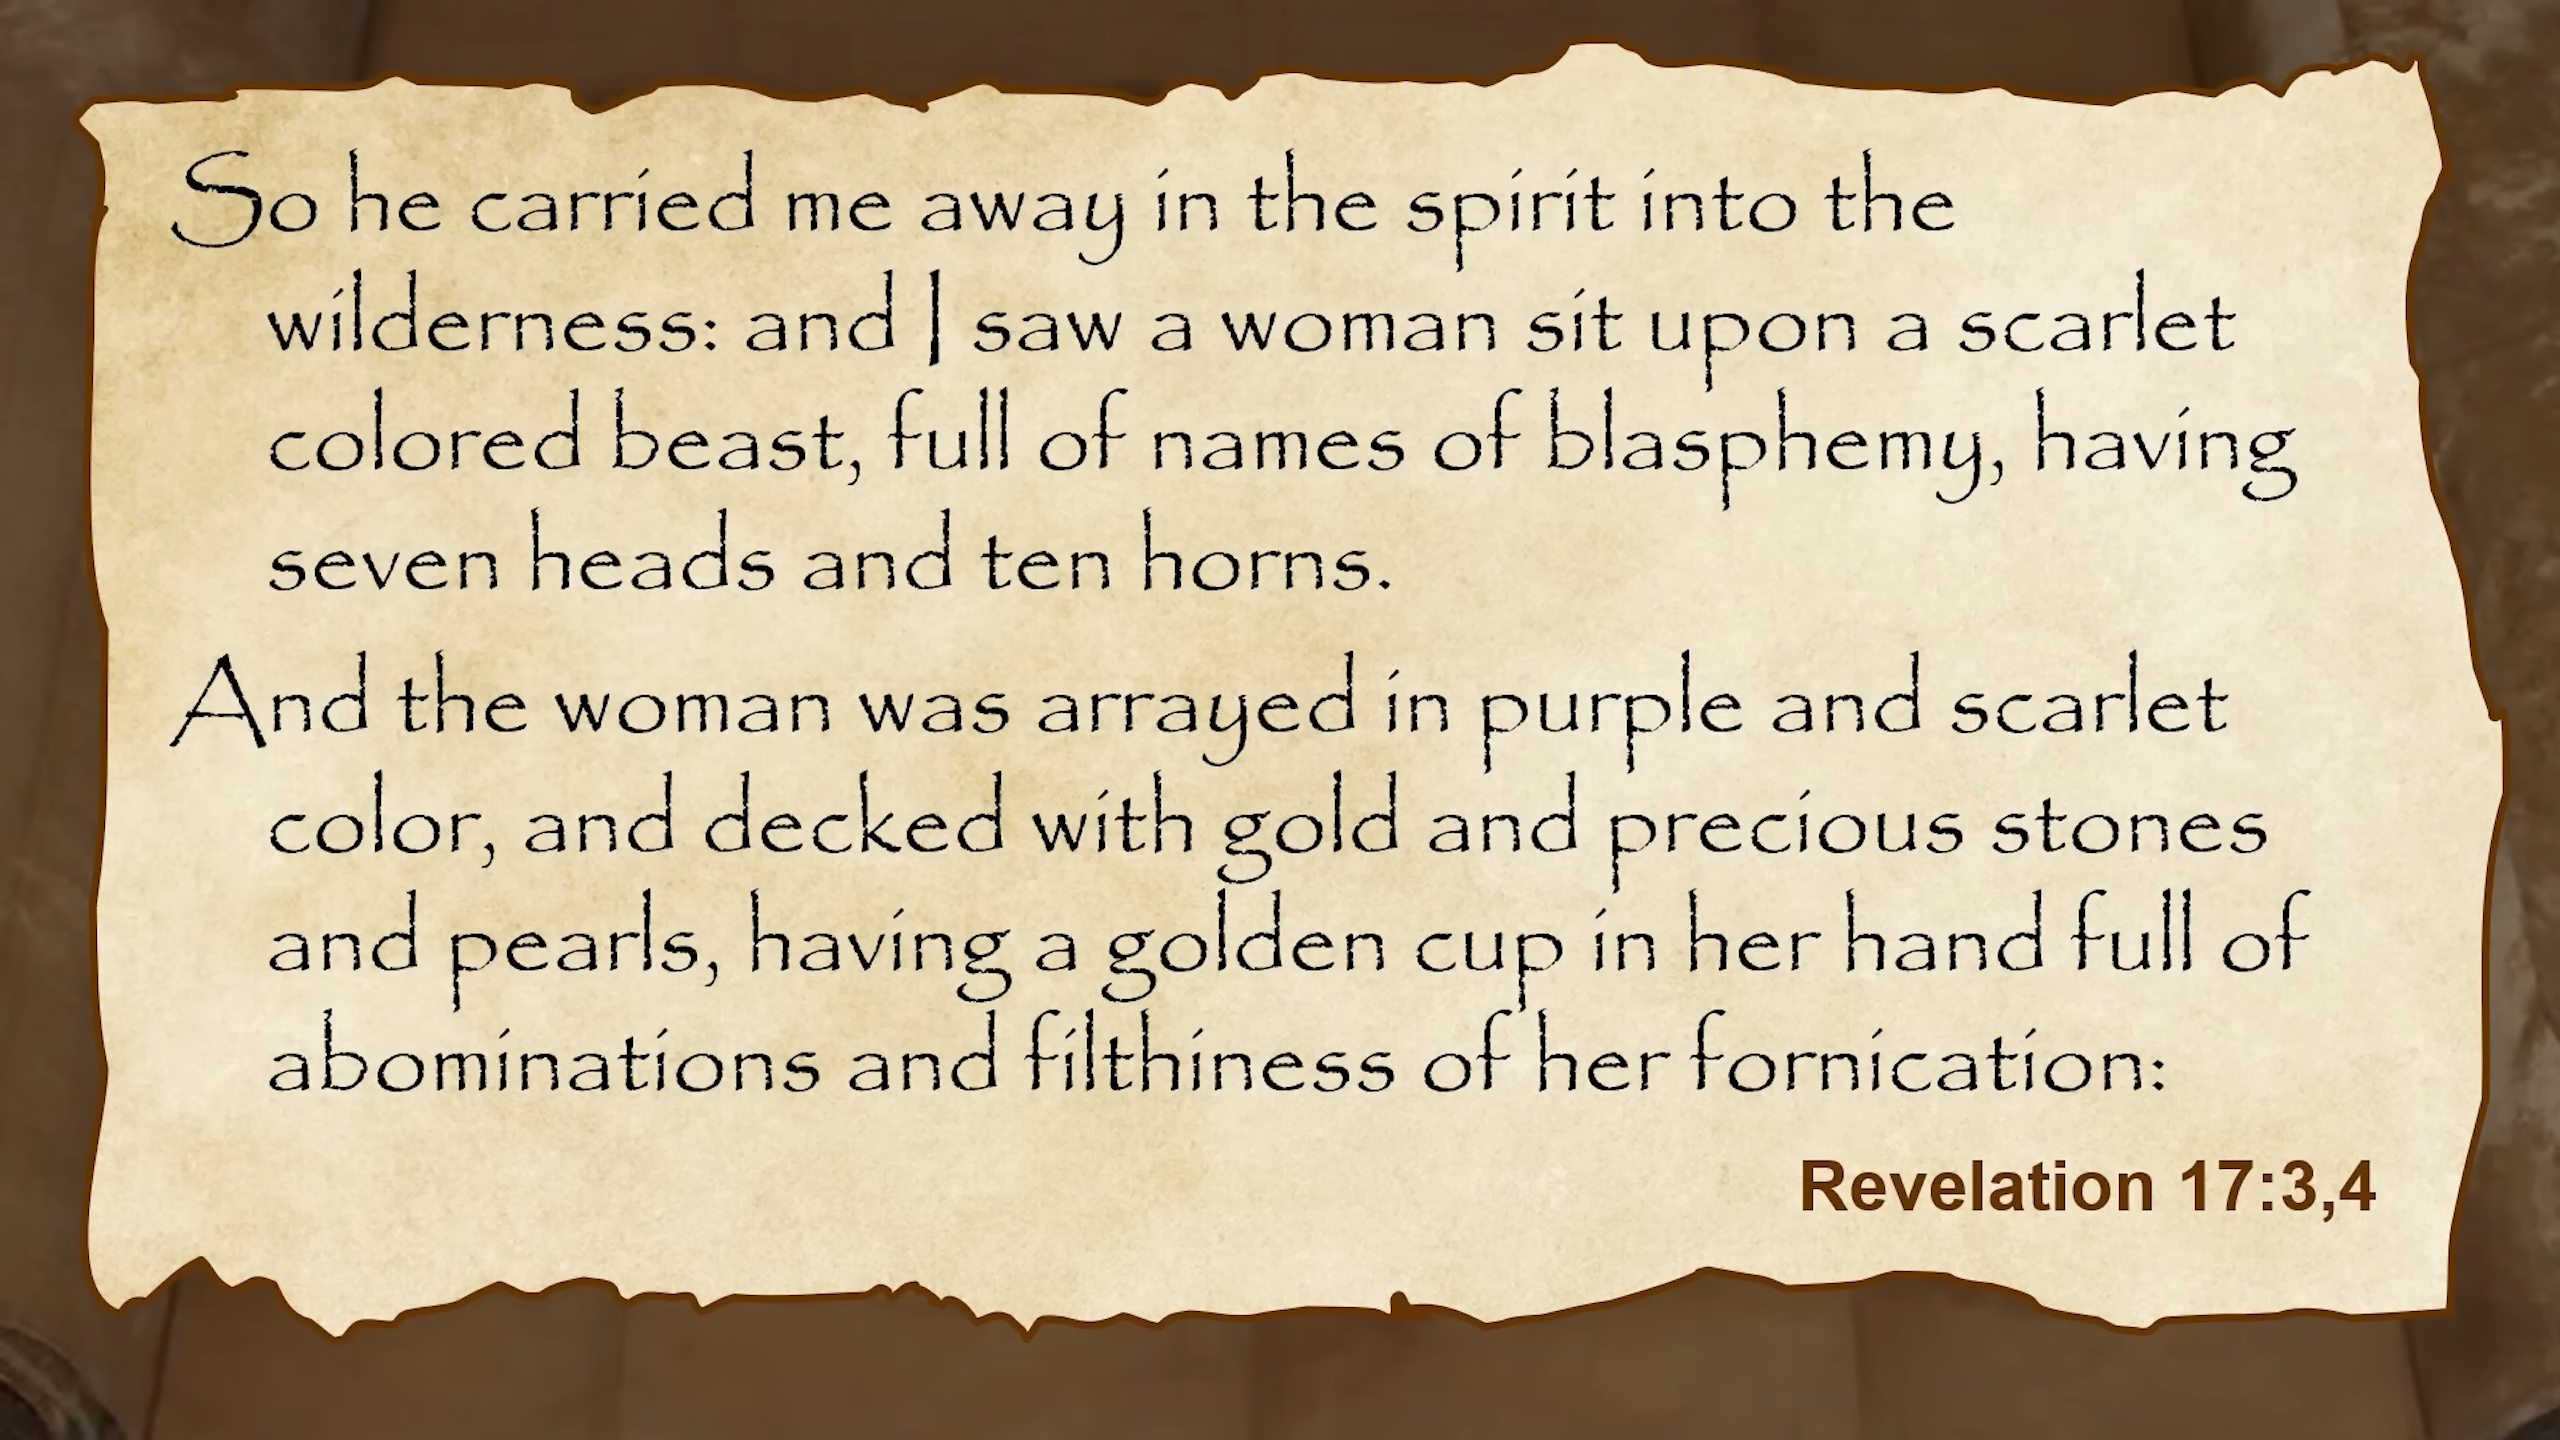 So he carried me away in the spirit into the
wilderness: and I saw a woman sit upon a scarlet
colored beast, full of names of blasphemy, having
seven heads and ten horns.
And the woman was arrayed in purple and scarlet
color, and decked with gold and precious stones
and pearls, having a golden cup in her hand full of
abominations and filthiness of her fornication:
Revelation 17:3,4